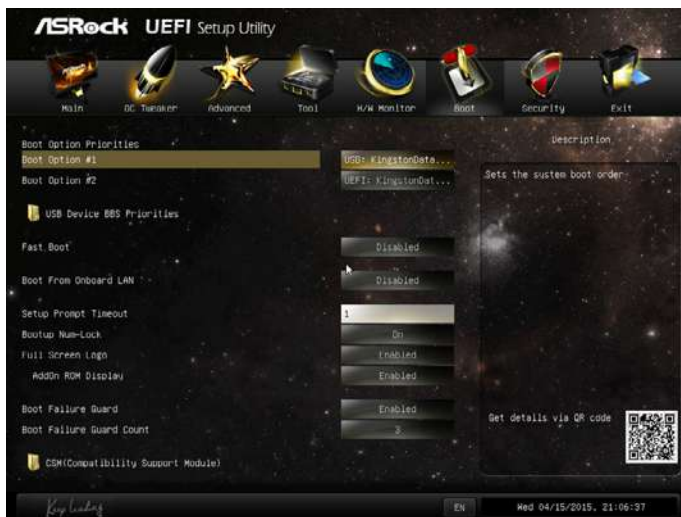 ASRock UEFI Setup Utility
Main OC Tweaker Advanced Tool H/W Monitor Boot Security Exit
Description
Boot Option Priorities
Boot Option #1 USB: KingstonData...
Sets the system boot order
Boot Option #2 UEFI: KingstonDat...
USB Device BBS Priorities
Fast Boot Disabled
Boot From Onboard LAN Disabled
Setup Prompt Timeout 1
Bootup Num-Lock On
Full Screen Logo Enabled
AddOn ROM Display Enabled
Boot Failure Guard Enabled
Get details via QR code
Boot Failure Guard Count 3
CSM(Compatibility Support Module)
Keep Leading
EN
Wed 04/15/2015, 21:06:37